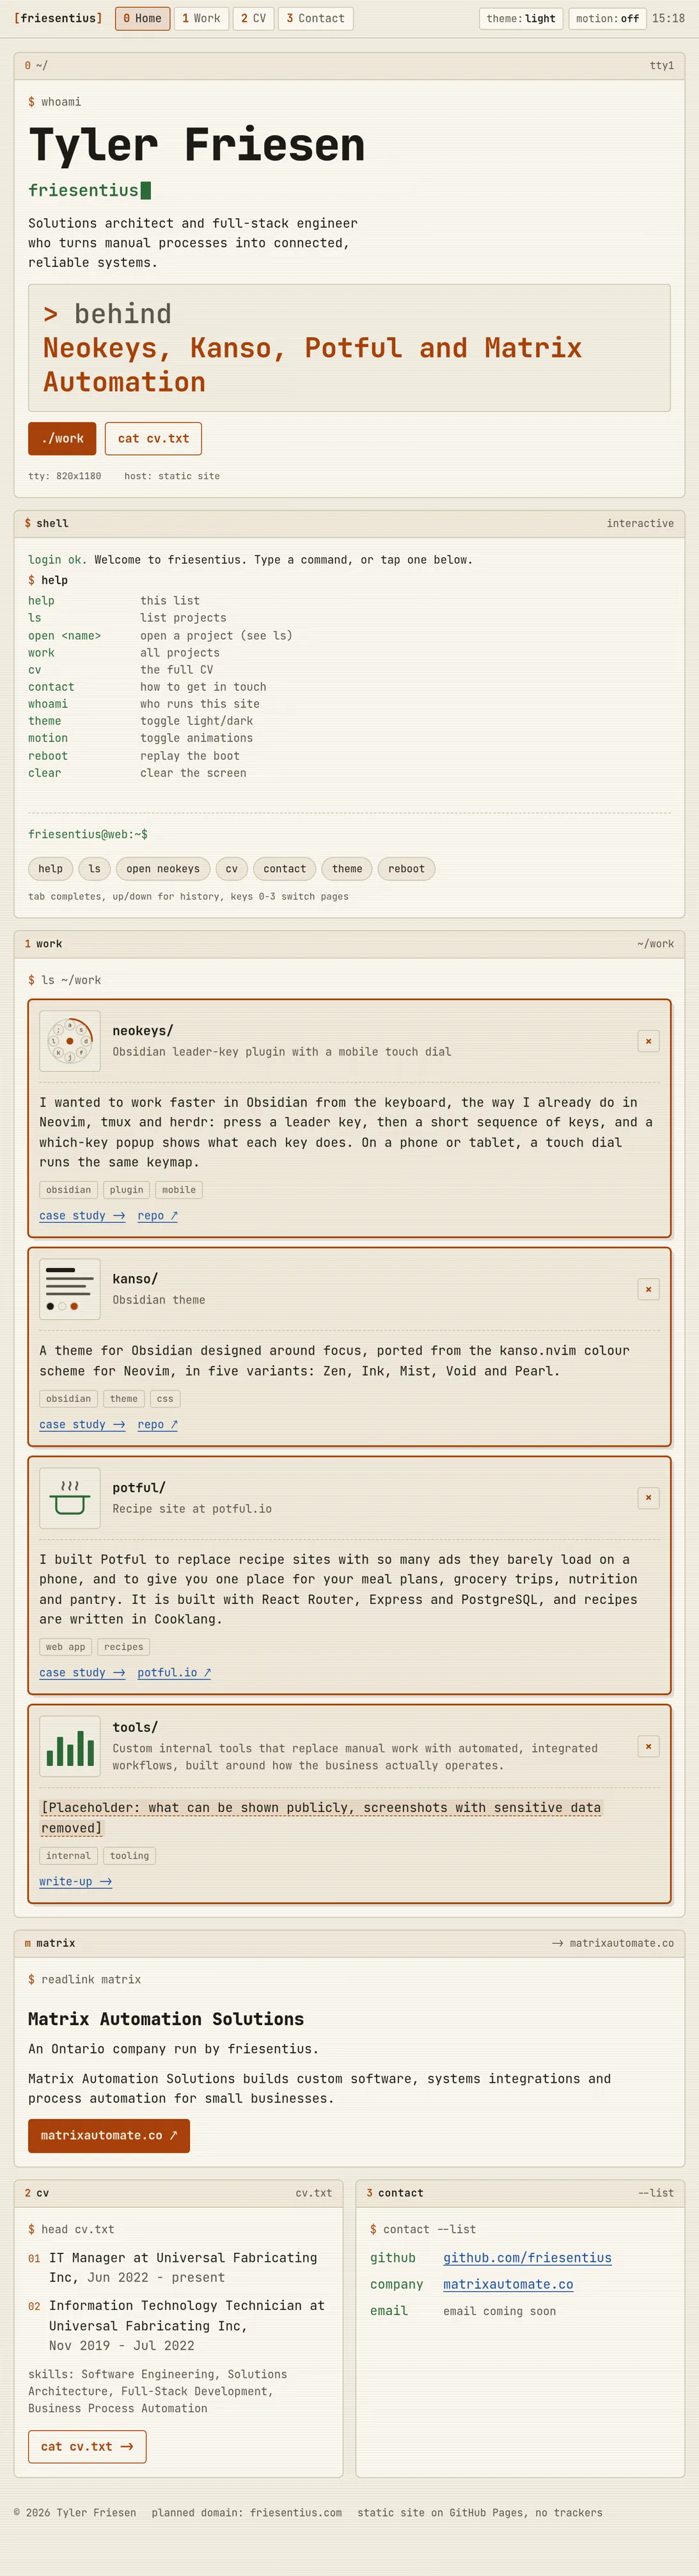 [friesentius] 0 Home 1 Work 2 CV 3 Contact theme:light motion:off 15:18
0 ~/ tty1
$ whoami
Tyler Friesen
friesentius
Solutions architect and full-stack engineer
who turns manual processes into connected,
reliable systems.
> behind
Neokeys, Kanso, Potful and Matrix
Automation
./work cat cv.txt
tty: 820x1180 host: static site
$ shell interactive
login ok. Welcome to friesentius. Type a command, or tap one below.
$ help
help this list
ls list projects
open <name> open a project (see ls)
work all projects
cv the full CV
contact how to get in touch
whoami who runs this site
theme toggle light/dark
motion toggle animations
reboot replay the boot
clear clear the screen
friesentius@web:~$
help ls open neokeys cv contact theme reboot
tab completes, up/down for history, keys 0-3 switch pages
1 work ~/work
$ ls ~/work
neokeys/
Obsidian leader-key plugin with a mobile touch dial
×
I wanted to work faster in Obsidian from the keyboard, the way I already do in
Neovim, tmux and herdr: press a leader key, then a short sequence of keys, and a
which-key popup shows what each key does. On a phone or tablet, a touch dial
runs the same keymap.
obsidian plugin mobile
case study → repo ↗
kanso/
Obsidian theme
×
A theme for Obsidian designed around focus, ported from the kanso.nvim colour
scheme for Neovim, in five variants: Zen, Ink, Mist, Void and Pearl.
obsidian theme css
case study → repo ↗
potful/
Recipe site at potful.io
×
I built Potful to replace recipe sites with so many ads they barely load on a
phone, and to give you one place for your meal plans, grocery trips, nutrition
and pantry. It is built with React Router, Express and PostgreSQL, and recipes
are written in Cooklang.
web app recipes
case study → potful.io ↗
tools/
Custom internal tools that replace manual work with automated, integrated
workflows, built around how the business actually operates.
×
[Placeholder: what can be shown publicly, screenshots with sensitive data
removed]
internal tooling
write-up →
m matrix → matrixautomate.co
$ readlink matrix
Matrix Automation Solutions
An Ontario company run by friesentius.
Matrix Automation Solutions builds custom software, systems integrations and
process automation for small businesses.
matrixautomate.co ↗
2 cv cv.txt
$ head cv.txt
01 IT Manager at Universal Fabricating
Inc, Jun 2022 - present
02 Information Technology Technician at
Universal Fabricating Inc,
Nov 2019 - Jul 2022
skills: Software Engineering, Solutions
Architecture, Full-Stack Development,
Business Process Automation
cat cv.txt →
3 contact --list
$ contact --list
github github.com/friesentius
company matrixautomate.co
email email coming soon
© 2026 Tyler Friesen planned domain: friesentius.com static site on GitHub Pages, no trackers